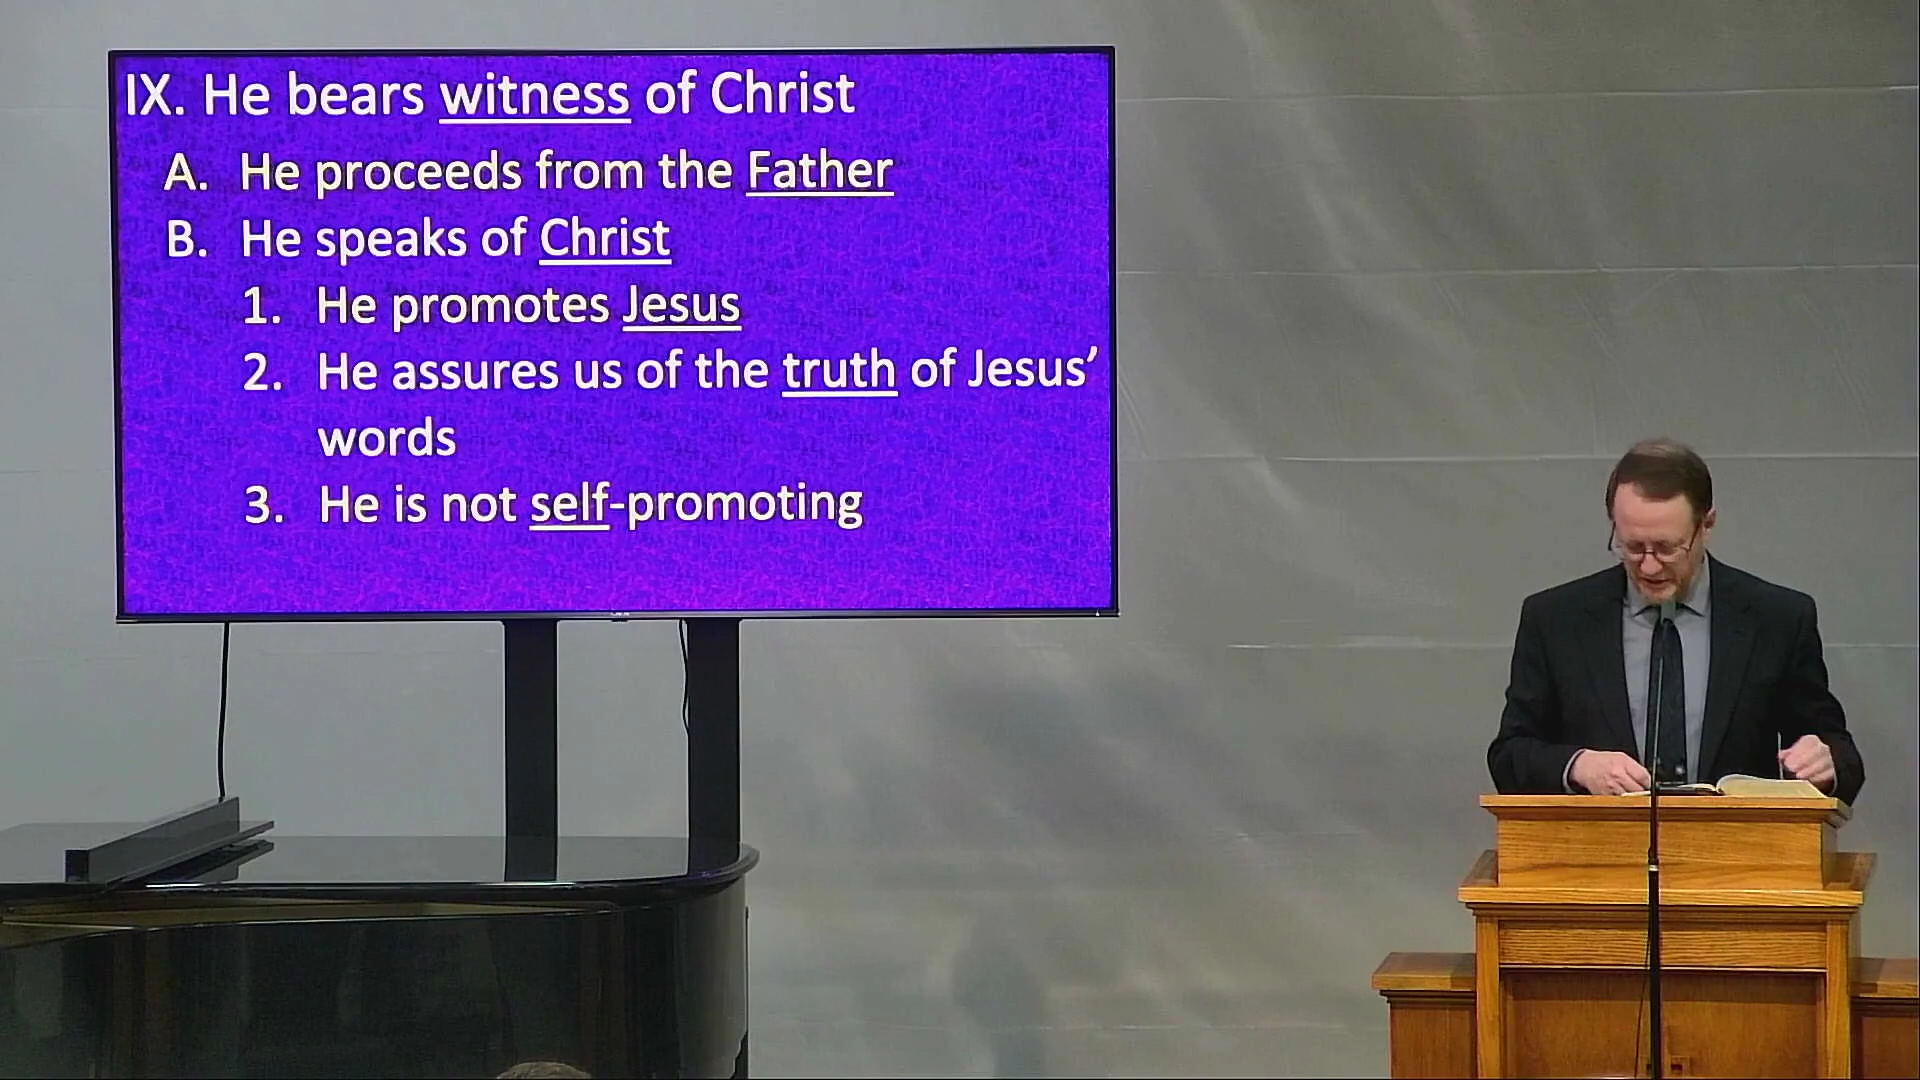 IX. He bears witness of Christ
A. He proceeds from the Father
B. He speaks of Christ
1. He promotes Jesus
2. He assures us of the truth of Jesus’
words
3. He is not self-promoting